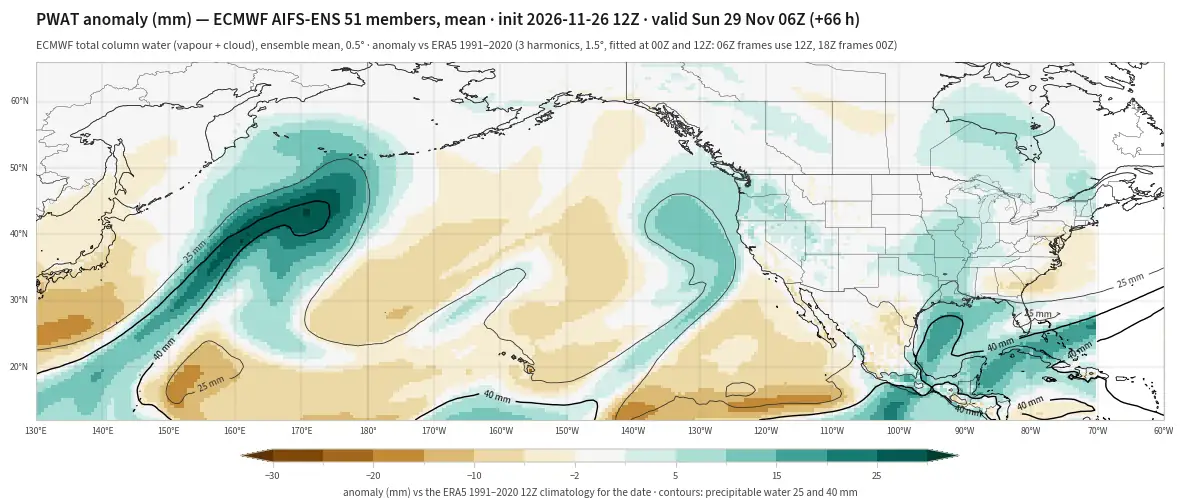 PWAT anomaly (mm) — ECMWF AIFS-ENS 51 members, mean · init 2026-11-26 12Z · valid Sun 29 Nov 06Z (+66 h)
ECMWF total column water (vapour + cloud), ensemble mean, 0.5° · anomaly vs ERA5 1991–2020 (3 harmonics, 1.5°, fitted at 00Z and 12Z: 06Z frames use 12Z, 18Z frames 00Z)
60°N
50°N
40°N
30°N
20°N
25 mm
40 mm
25 mm
40 mm
25 mm
25 mm
40 mm
40 mm
40 mm
40 mm
130°E 140°E 150°E 160°E 170°E 180° 170°W 160°W 150°W 140°W 130°W 120°W 110°W 100°W 90°W 80°W 70°W 60°W
−30 −20 −10 −2 5 15 25
anomaly (mm) vs the ERA5 1991–2020 12Z climatology for the date · contours: precipitable water 25 and 40 mm